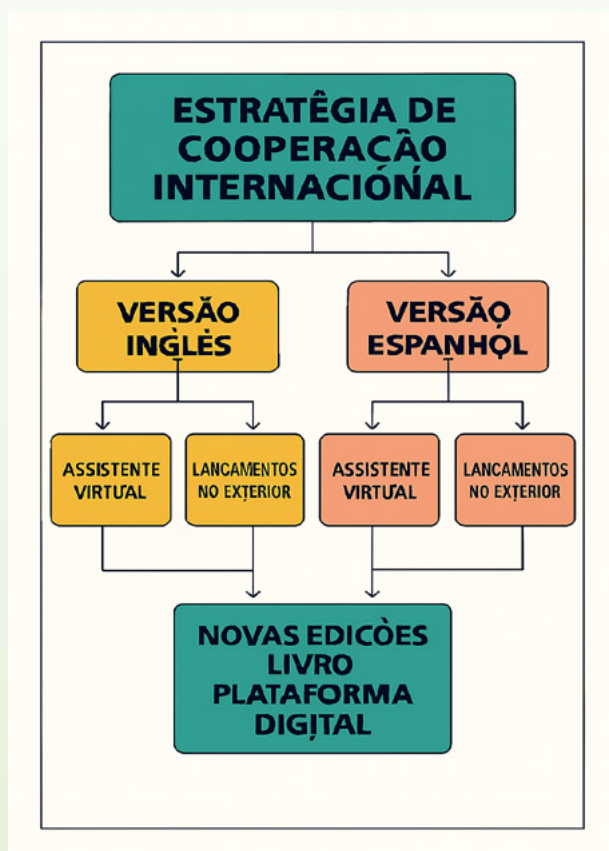 ESTRATÊGIA DE
COOPERAÇÃO
INTERNACIÓNAL
VERSÃO
INGLÊS
VERSÃO
ESPANHOL
ASSISTENTE
VIRTUAL
LANCAMENTOS
NO EXTERIOR
ASSISTENTE
VIRTUAL
LANCAMENTOS
NO EXTERIOR
NOVAS EDICÒES
LIVRO
PLATAFORMA
DIGITAL